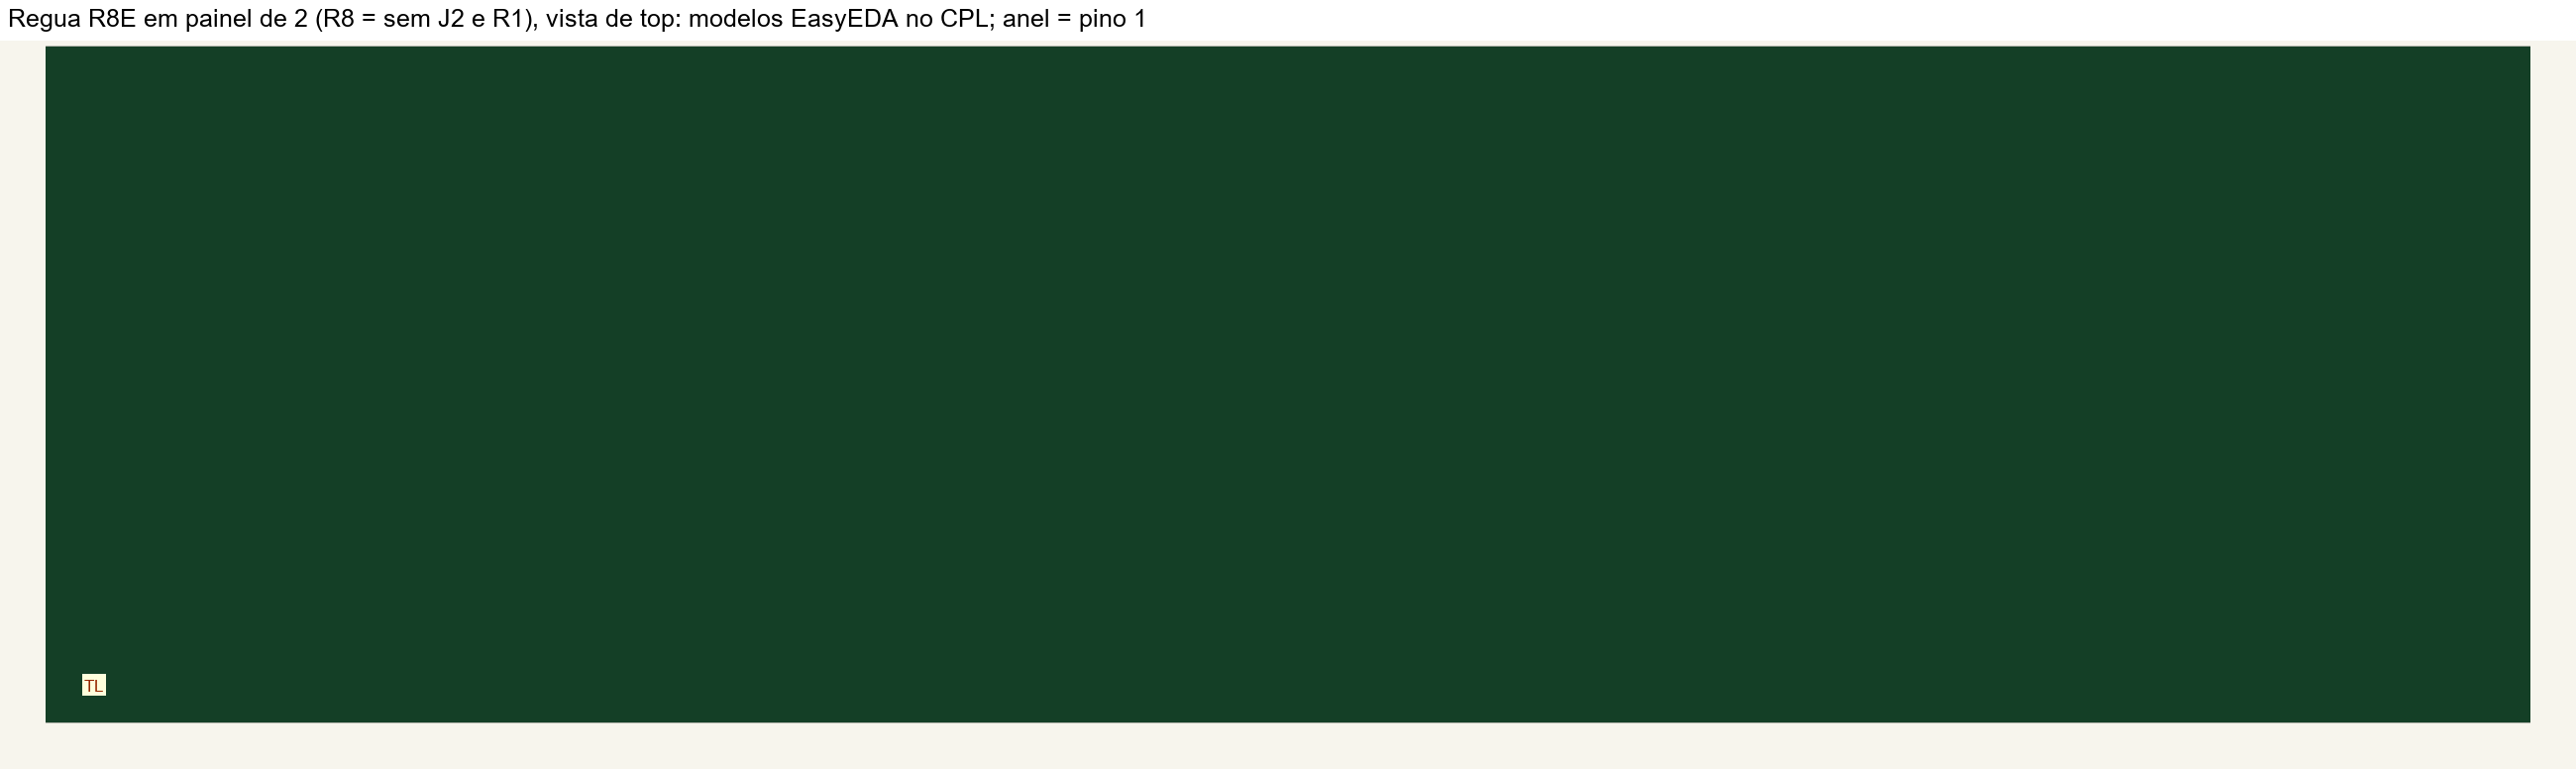 Regua R8E em painel de 2 (R8 = sem J2 e R1), vista de top: modelos EasyEDA no CPL; anel = pino 1
TL